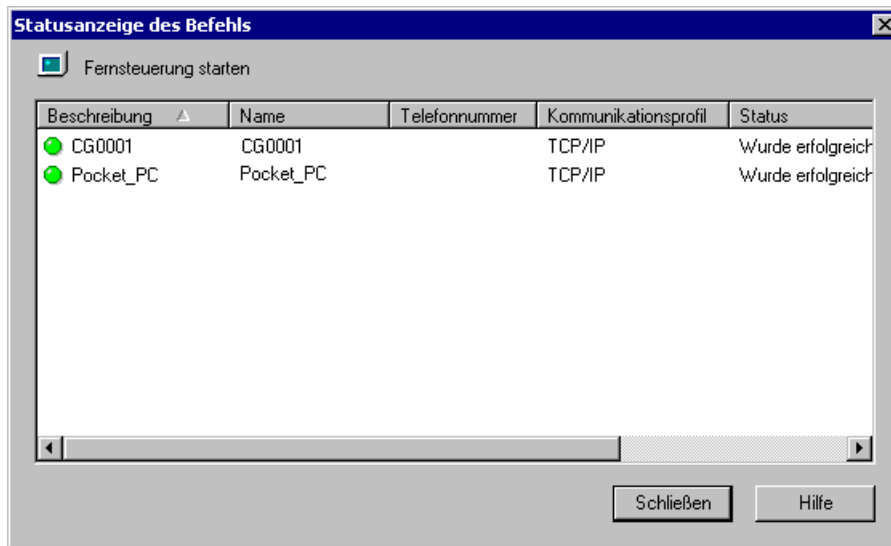 Statusanzeige des Befehls
Fernsteuerung starten
Beschreibung Name Telefonnummer Kommunikationsprofil Status
CG0001 CG0001 TCP/IP Wurde erfolgreich
Pocket_PC Pocket_PC TCP/IP Wurde erfolgreich
Schließen Hilfe